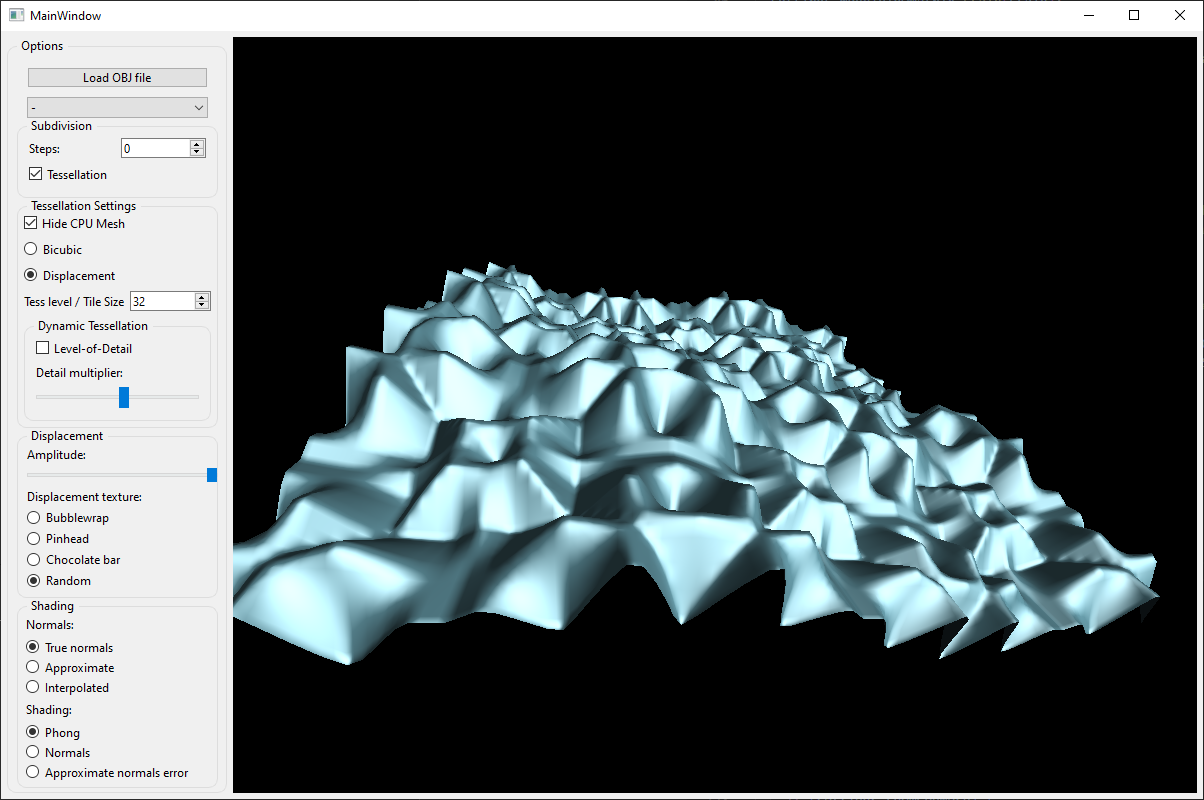 MainWindow
Options
Load OBJ file
-
Subdivision
Steps: 0
Tessellation
Tessellation Settings
Hide CPU Mesh
Bicubic
Displacement
Tess level / Tile Size 32
Dynamic Tessellation
Level-of-Detail
Detail multiplier:
Displacement
Amplitude:
Displacement texture:
Bubblewrap
Pinhead
Chocolate bar
Random
Shading
Normals:
True normals
Approximate
Interpolated
Shading:
Phong
Normals
Approximate normals error